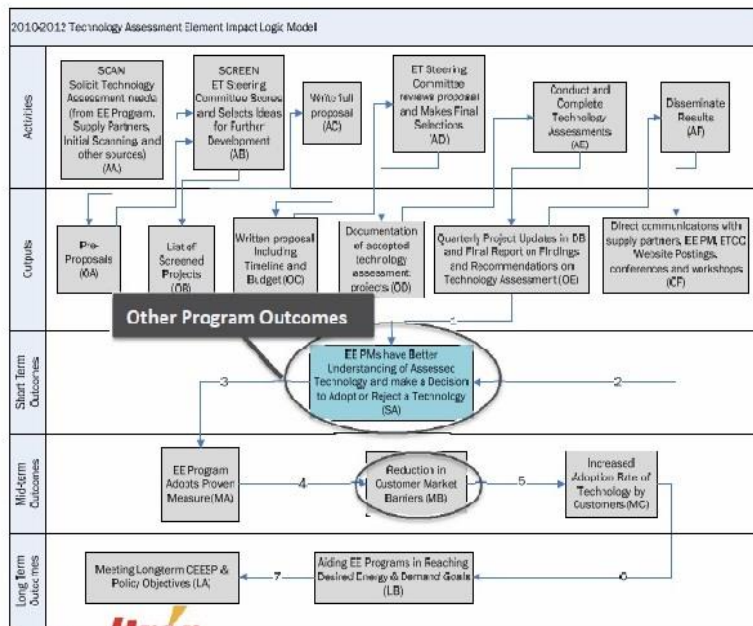 2010-2012 Technology Assessment Element Impact Logic Model
Activities
SCAN
Solicit Technology
Assessment needs
(from EE Program,
Supply Partners,
Initial Scanning, and
other sources)
(AA)
SCREEN
ET Steering
Committee Scores
and Selects Ideas for
Further
Development
(AB)
Write full
proposal
(AC)
ET Steering
Committee
reviews proposal
and Makes Final
Selections
(AD)
Conduct and
Complete
Technology
Assessments
(AE)
Disseminate
Results
(AF)
Outputs
Pre-
Proposals (OA)
List of
Screened
Projects (OB)
Written proposal
Including
Timeline and
Budget (OC)
Documentation
of accepted
technology
assessment
projects (OD)
Quarterly Project Updates in DB
and Final Report on Findings
and Recommendations on
Technology Assessment (OE)
Direct communications with
supply partners, EE PM, ETCC
Website Postings,
conferences and workshops
(OF)
Other Program Outcomes
1
Short Term
Outcomes
EE PMs have Better
Understanding of Assessed
Technology and make a Decision
to Adopt or Reject a Technology
(SA)
3
2
Mid-term
Outcomes
EE Program
Adopts Proven
Measure (MA)
4
Reduction in
Customer Market
Barriers (MB)
5
Increased
Adoption Rate of
Technology by
Customers (MC)
Long Term
Outcomes
Meeting Longterm CEESP &
Policy Objectives (LA)
7
Aiding EE Programs in Reaching
Desired Energy & Demand Goals
(LB)
6